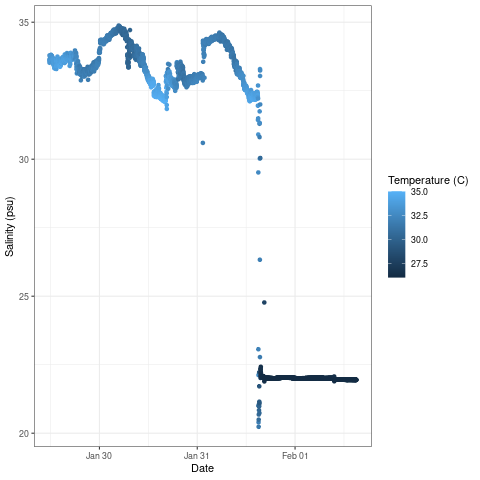 35
30
25
20
Salinity (psu)
Jan 30
Jan 31
Feb 01
Date
Temperature (C)
35.0
32.5
30.0
27.5